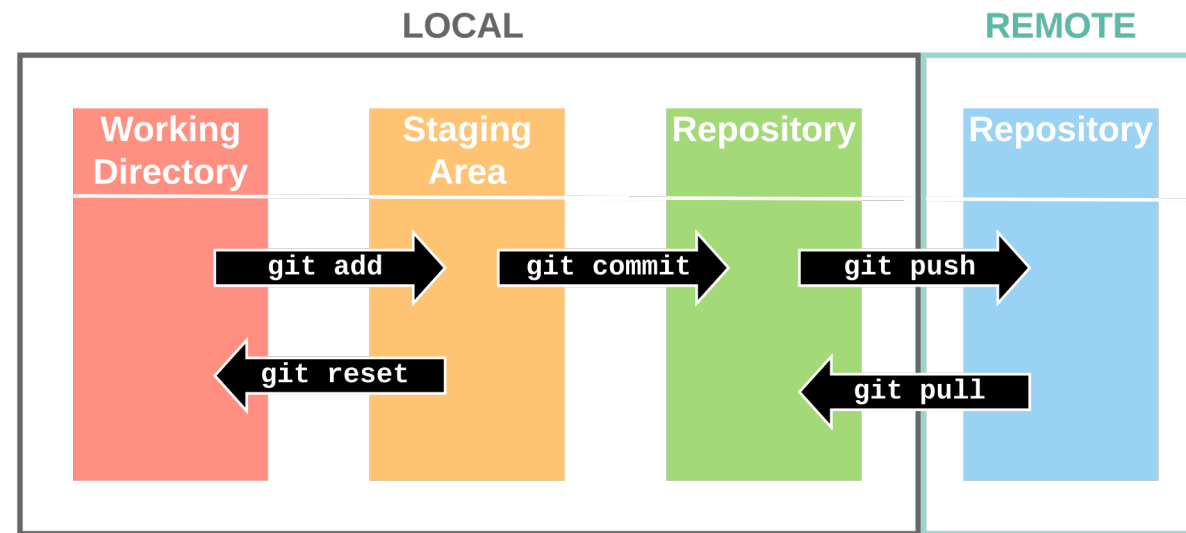 LOCAL
REMOTE
Working
Directory
Staging
Area
Repository
Repository
git add
git commit
git push
git reset
git pull